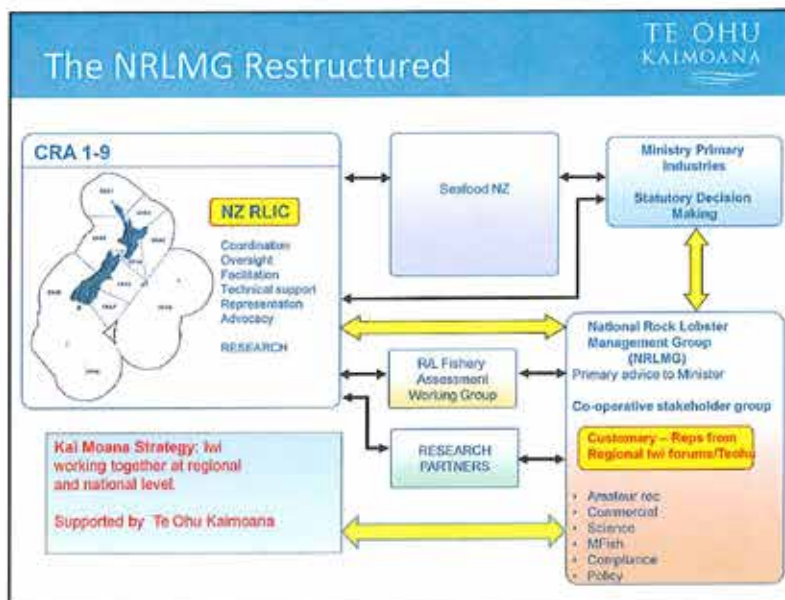 The NRLMG Restructured
TE OHU
KAIMOANA
CRA 1-9
NZ RLIC
Coordination
Oversight
Facilitation
Technical support
Representation
Advocacy
RESEARCH
Seafood NZ
Ministry Primary
Industries
Statutory Decision
Making
R/L Fishery
Assessment
Working Group
RESEARCH
PARTNERS
National Rock Lobster
Management Group
(NRLMG)
Primary advice to Minister
Co-operative stakeholder group
Customary – Reps from
Regional Iwi forums/Teohu
• Amateur rec
• Commercial
• Science
• MFish
• Compliance
• Policy
Kai Moana Strategy: Iwi
working together at regional
and national level.
Supported by Te Ohu Kaimoana